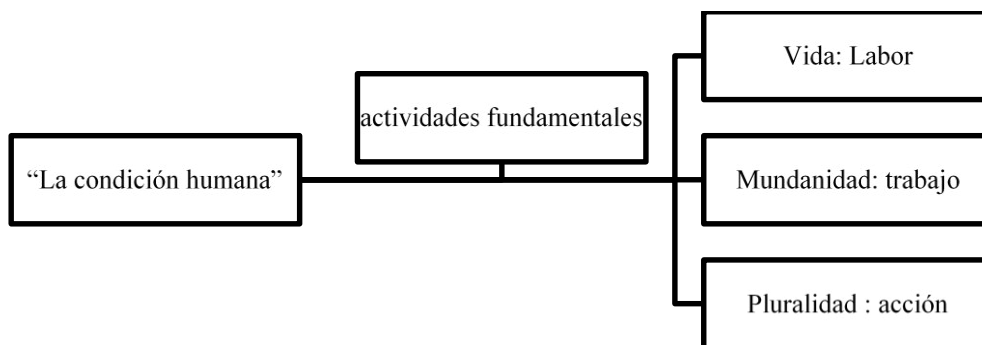 Vida: Labor
actividades fundamentales
“La condición humana”
Mundanidad: trabajo
Pluralidad : acción